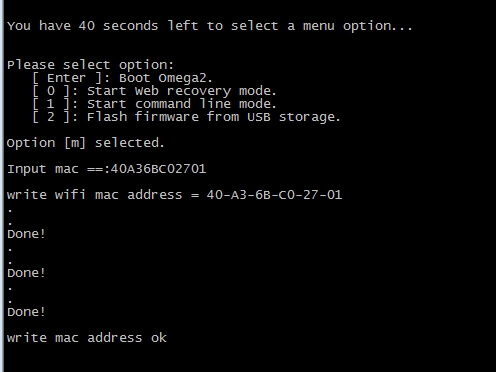 You have 40 seconds left to select a menu option...
Please select option:
[ Enter ]: Boot Omega2.
[ 0 ]: Start Web recovery mode.
[ 1 ]: Start command line mode.
[ 2 ]: Flash firmware from USB storage.
Option [m] selected.
Input mac ==:40A36BC02701
write wifi mac address = 40-A3-6B-C0-27-01
.
.
Done!
.
.
Done!
.
.
Done!
write mac address ok